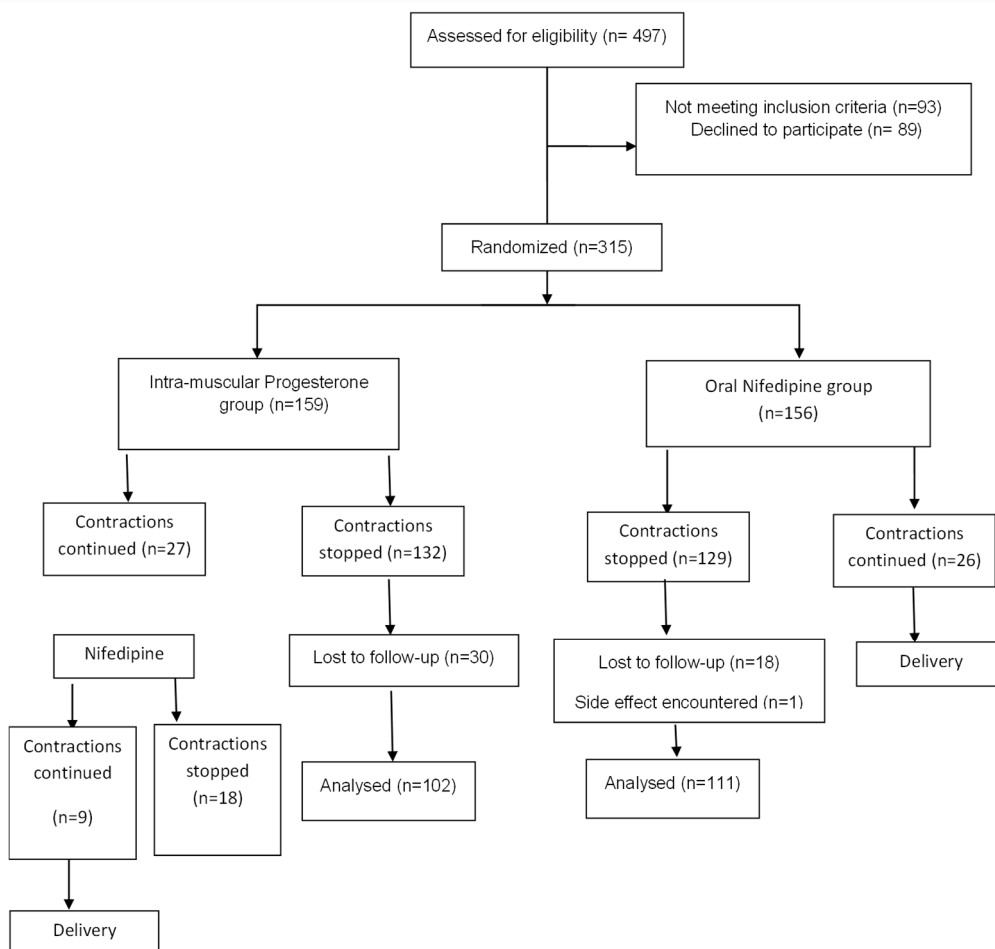 Assessed for eligibility (n= 497)
Not meeting inclusion criteria (n=93)
Declined to participate (n= 89)
Randomized (n=315)
Intra-muscular Progesterone
group (n=159)
Oral Nifedipine group
(n=156)
Contractions
continued (n=27)
Contractions
stopped (n=132)
Contractions
stopped (n=129)
Contractions
continued (n=26)
Nifedipine
Lost to follow-up (n=30)
Lost to follow-up (n=18)
Side effect encountered (n=1)
Delivery
Contractions
continued
(n=9)
Contractions
stopped
(n=18)
Analysed (n=102)
Analysed (n=111)
Delivery